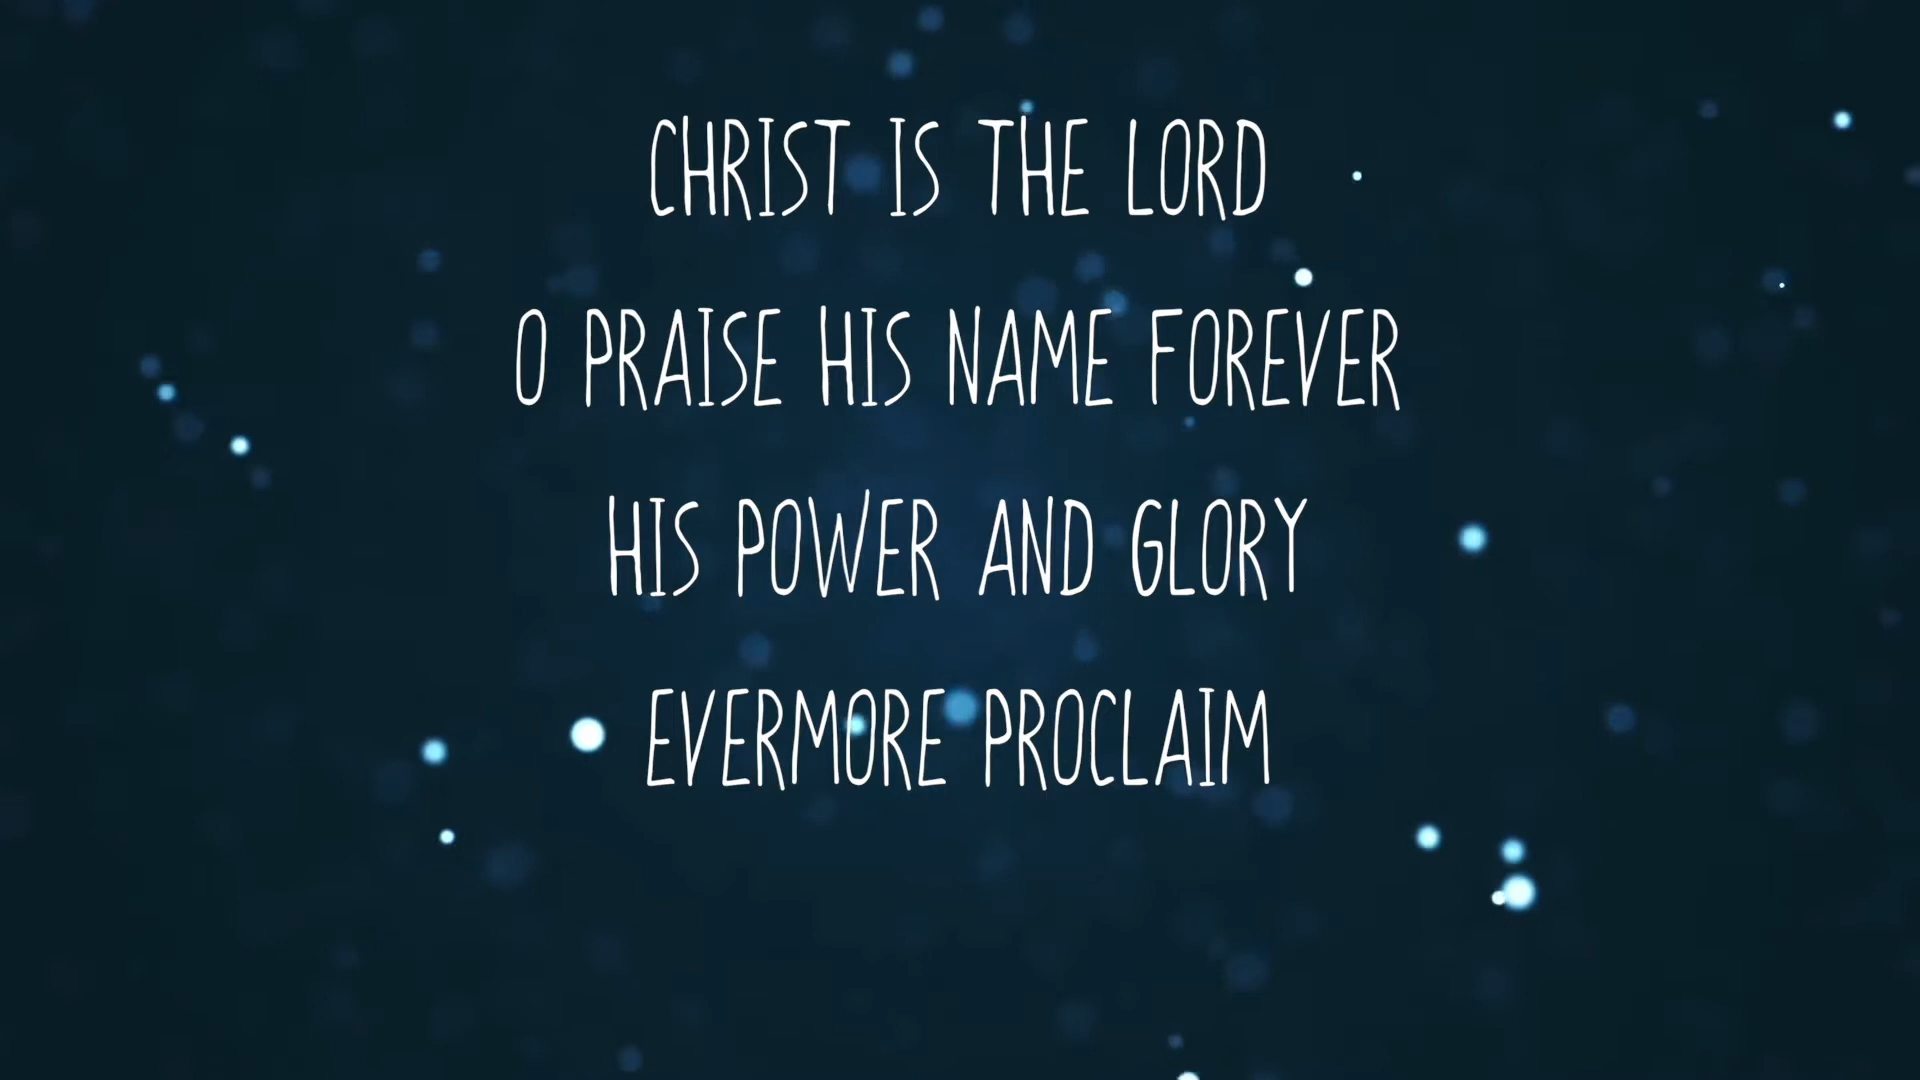 CHRIST IS THE LORD
O PRAISE HIS NAME FOREVER
HIS POWER AND GLORY
EVERMORE PROCLAIM